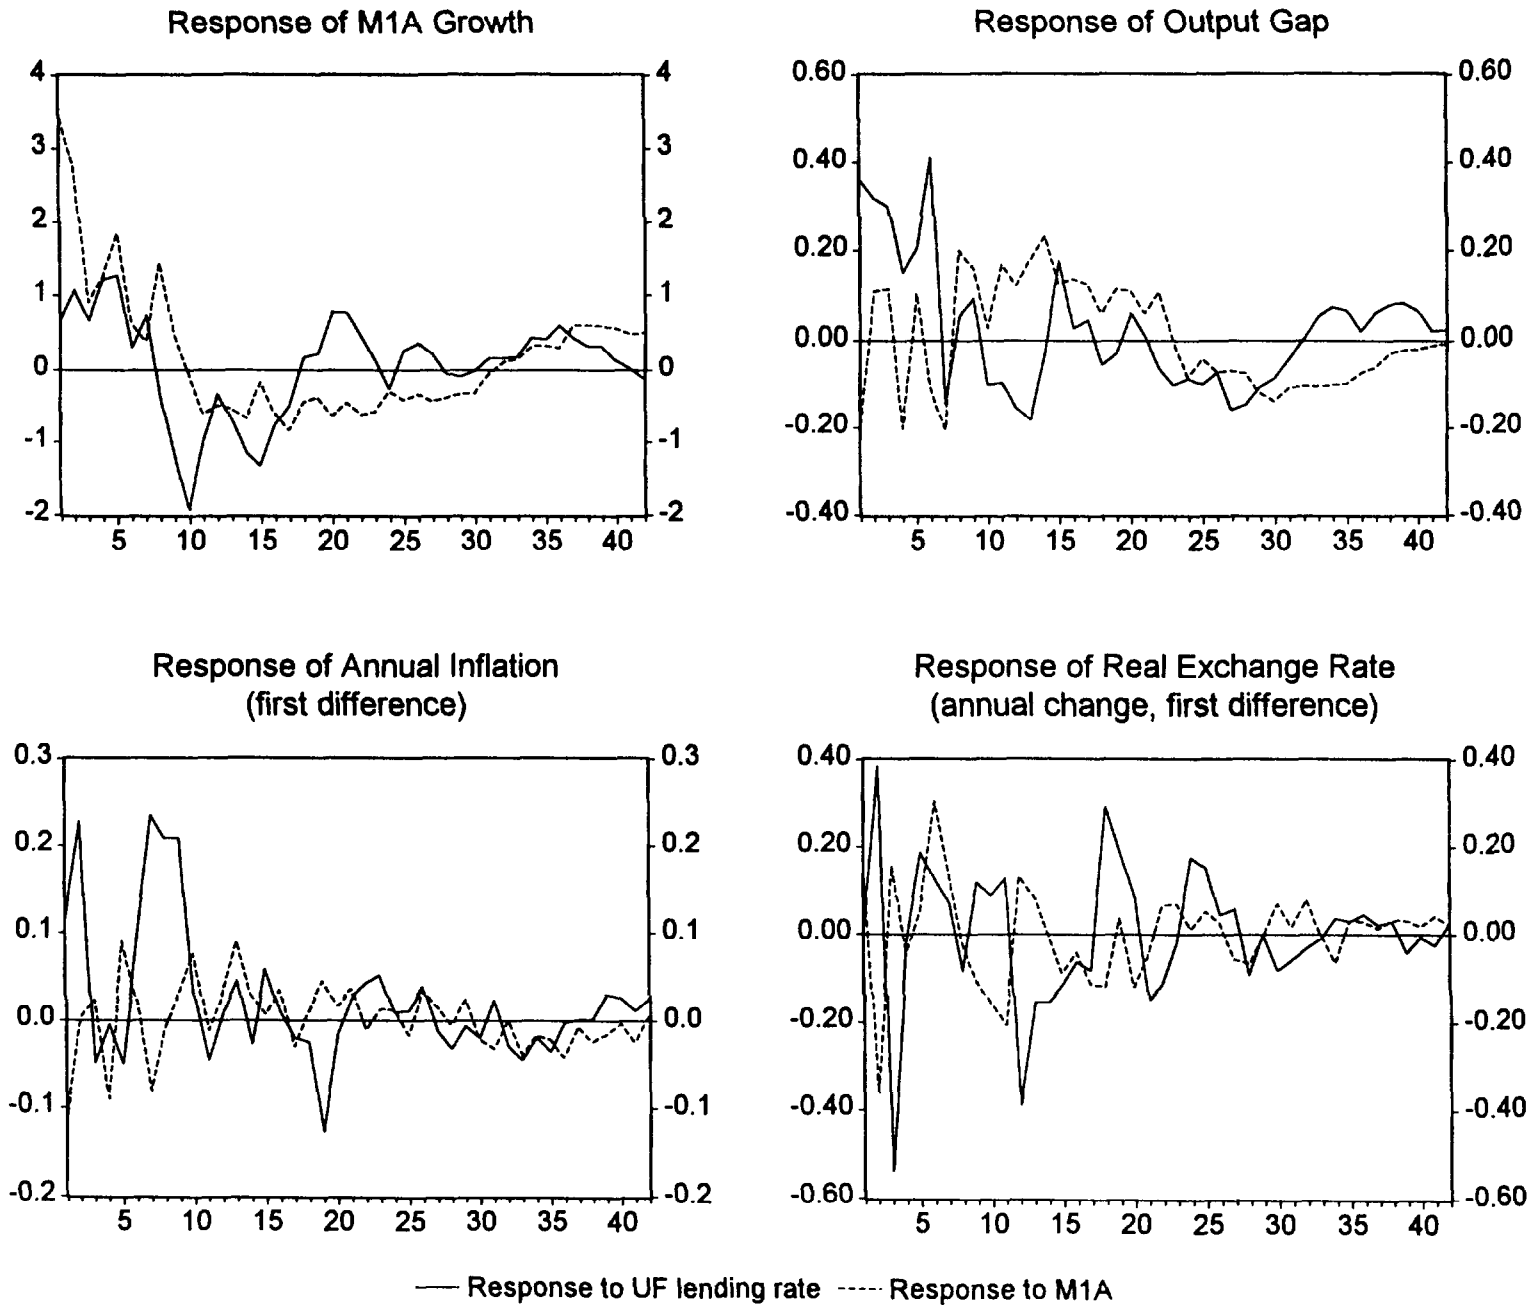 Response of M1A Growth
4 4
3 3
2 2
1 1
0 0
-1 -1
-2 -2
5 10 15 20 25 30 35 40
Response of Output Gap
0.60 0.60
0.40 0.40
0.20 0.20
0.00 0.00
-0.20 -0.20
-0.40 -0.40
5 10 15 20 25 30 35 40
Response of Annual Inflation
(first difference)
0.3 0.3
0.2 0.2
0.1 0.1
0.0 0.0
-0.1 -0.1
-0.2 -0.2
5 10 15 20 25 30 35 40
Response of Real Exchange Rate
(annual change, first difference)
0.40 0.40
0.20 0.20
0.00 0.00
-0.20 -0.20
-0.40 -0.40
-0.60 -0.60
5 10 15 20 25 30 35 40
Response to UF lending rate Response to M1A